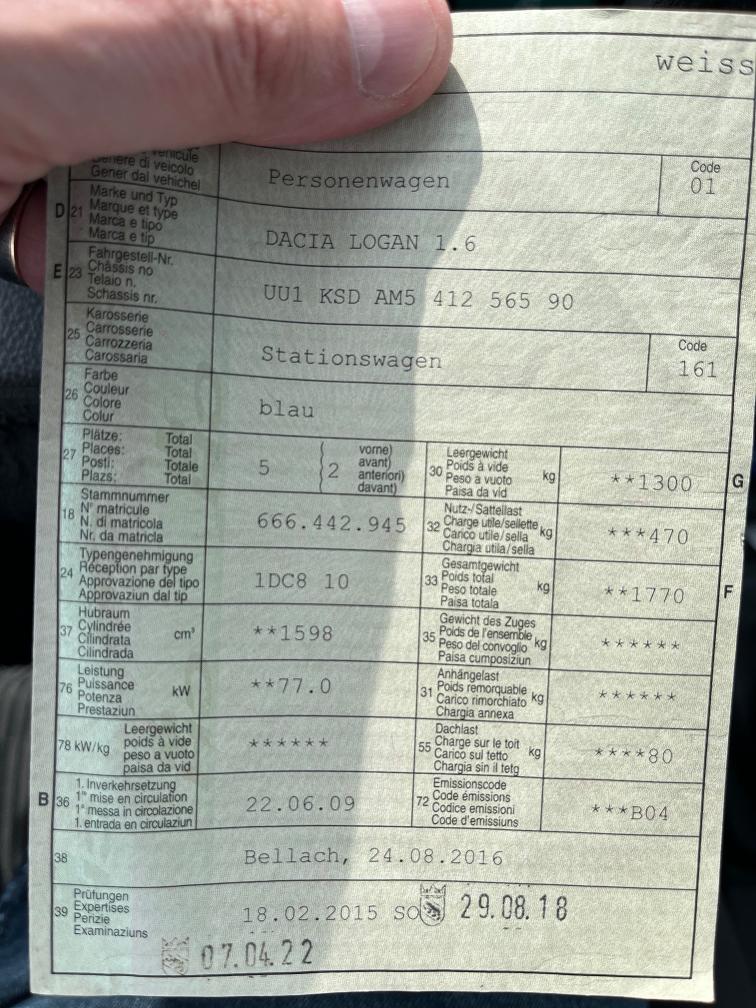 weiss
Genere di veicolo
Gener dal vehichel
Personenwagen
Code
01
D 21 Marke und Typ
Marque et type
Marca e tipo
Marca e tip
DACIA LOGAN 1.6
E 23 Fahrgestell-Nr.
Châssis no
Telaio n.
Schassis nr.
UU1 KSD AM5 412 565 90
25 Karosserie
Carrosserie
Carrozzeria
Carossaria
Stationswagen
Code
161
26 Farbe
Couleur
Colore
Colur
blau
27 Plätze: Total
Places: Total
Posti: Totale
Plazs: Total
5 (2 vorne)
avant)
anteriori)
davant)
30 Leergewicht
Poids à vide
Peso a vuoto
Paisa da vid
kg
**1300 G
18 Stammnummer
N° matricule
N. di matricola
Nr. da matricla
666.442.945
32 Nutz-/Sattellast
Charge utile/sellette
Carico utile/sella
Chargia utila/sella
kg
***470
24 Typengenehmigung
Réception par type
Approvazione del tipo
Approvaziun dal tip
1DC8 10
33 Gesamtgewicht
Poids total
Peso totale
Paisa totala
kg
**1770 F
37 Hubraum
Cylindrée
Cilindrata
Cilindrada
cm³
**1598
35 Gewicht des Zuges
Poids de l'ensemble
Peso del convoglio
Paisa cumposiziun
kg
******
76 Leistung
Puissance
Potenza
Prestaziun
kW
**77.0
31 Anhängelast
Poids remorquable
Carico rimorchiato
Chargia annexa
kg
******
78 kW/kg Leergewicht
poids à vide
peso a vuoto
paisa da vid
******
55 Dachlast
Charge sur le toit
Carico sul tetto
Chargia sin il tetg
kg
****80
B 36 1. Inverkehrsetzung
1re mise en circulation
1a messa in circolazione
1. entrada en circulaziun
22.06.09
72 Emissionscode
Code émissions
Codice emissioni
Code d'emissiuns
***B04
38
Bellach, 24.08.2016
39 Prüfungen
Expertises
Perizie
Examinaziuns
18.02.2015 SO 29.08.18
07.04.22